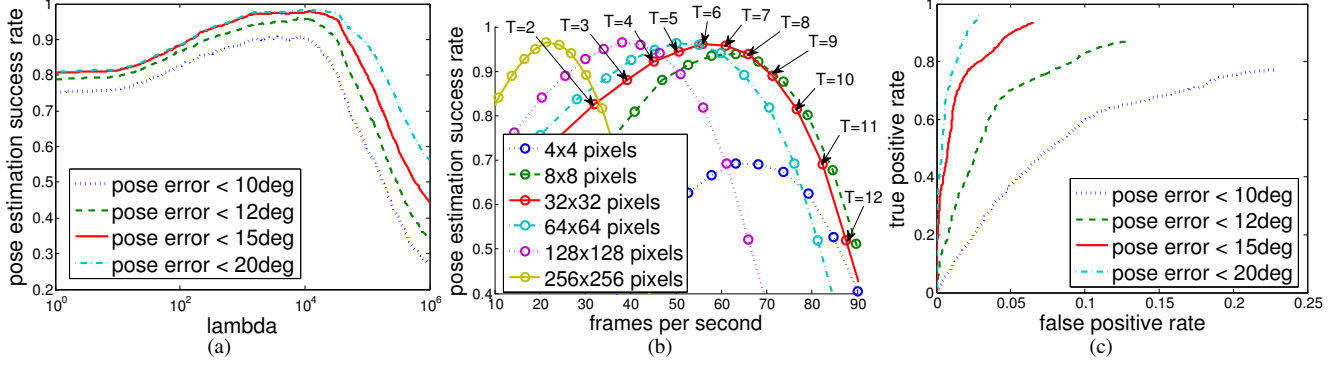 pose estimation success rate
1
0.9
0.8
0.7
0.6
0.5
0.4
0.3
0.2
pose error < 10deg
pose error < 12deg
pose error < 15deg
pose error < 20deg
10^0
10^2
10^4
10^6
lambda
(a)
pose estimation success rate
1
0.9
0.8
0.7
0.6
0.5
0.4
T=2
T=3
T=4
T=5
T=6
T=7
T=8
T=9
T=10
T=11
T=12
4x4 pixels
8x8 pixels
32x32 pixels
64x64 pixels
128x128 pixels
256x256 pixels
10
20
30
40
50
60
70
80
90
frames per second
(b)
true positive rate
1
0.8
0.6
0.4
0.2
0
pose error < 10deg
pose error < 12deg
pose error < 15deg
pose error < 20deg
0
0.05
0.1
0.15
0.2
0.25
false positive rate
(c)